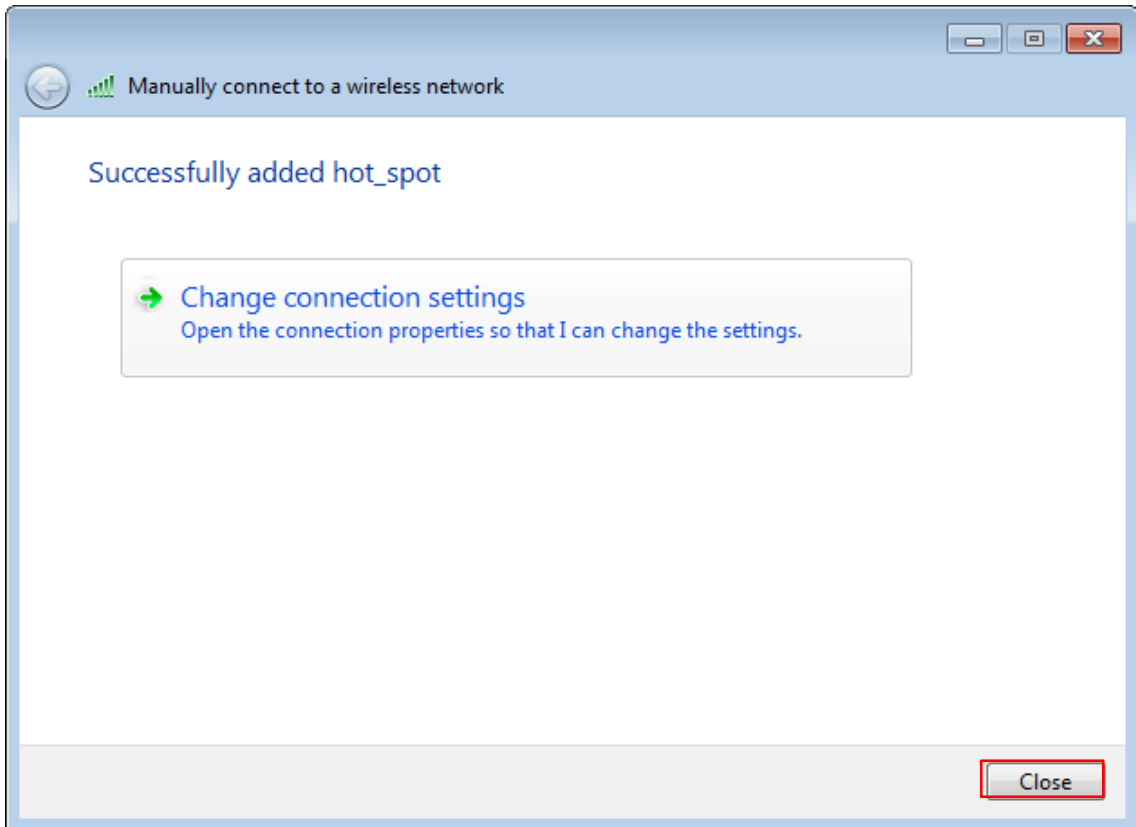 Manually connect to a wireless network
Successfully added hot_spot
Change connection settings
Open the connection properties so that I can change the settings.
Close